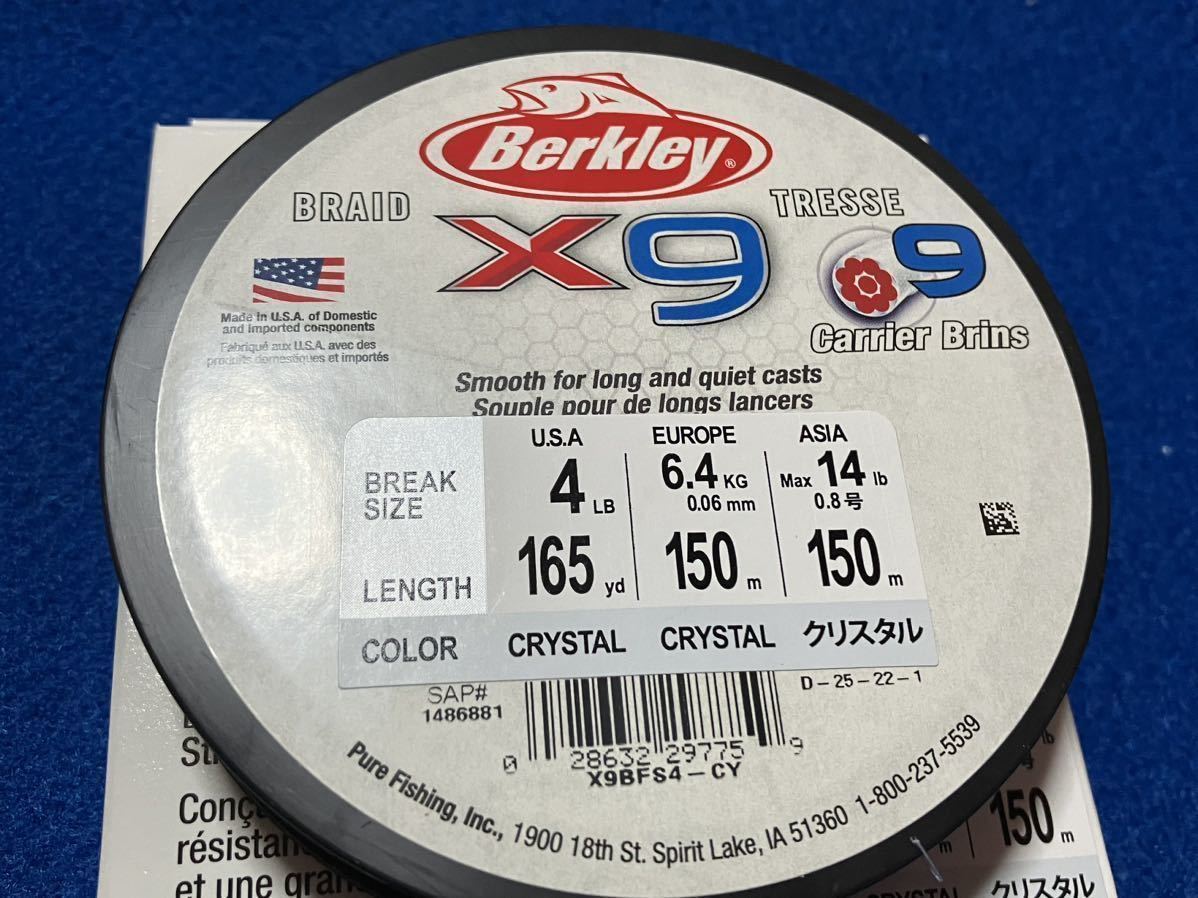 Berkley®
BRAID
TRESSE
X9
9
Carrier Brins
Made in U.S.A. of Domestic
and Imported components
Fabriqué aux U.S.A. avec des
produits domestiques et importés
Smooth for long and quiet casts
Souple pour de longs lancers
U.S.A EUROPE ASIA
BREAK SIZE 4 LB 6.4 KG 0.06 mm Max 14 lb 0.8号
LENGTH 165 yd 150 m 150 m
COLOR CRYSTAL CRYSTAL クリスタル
SAP#
1486881
D-25-22-1
0 28632 29775 9
X9BFS4-CY
Pure Fishing, Inc., 1900 18th St. Spirit Lake, IA 51360 1-800-237-5539
lb
号
150 m
m
CRYSTAL クリスタル
et une